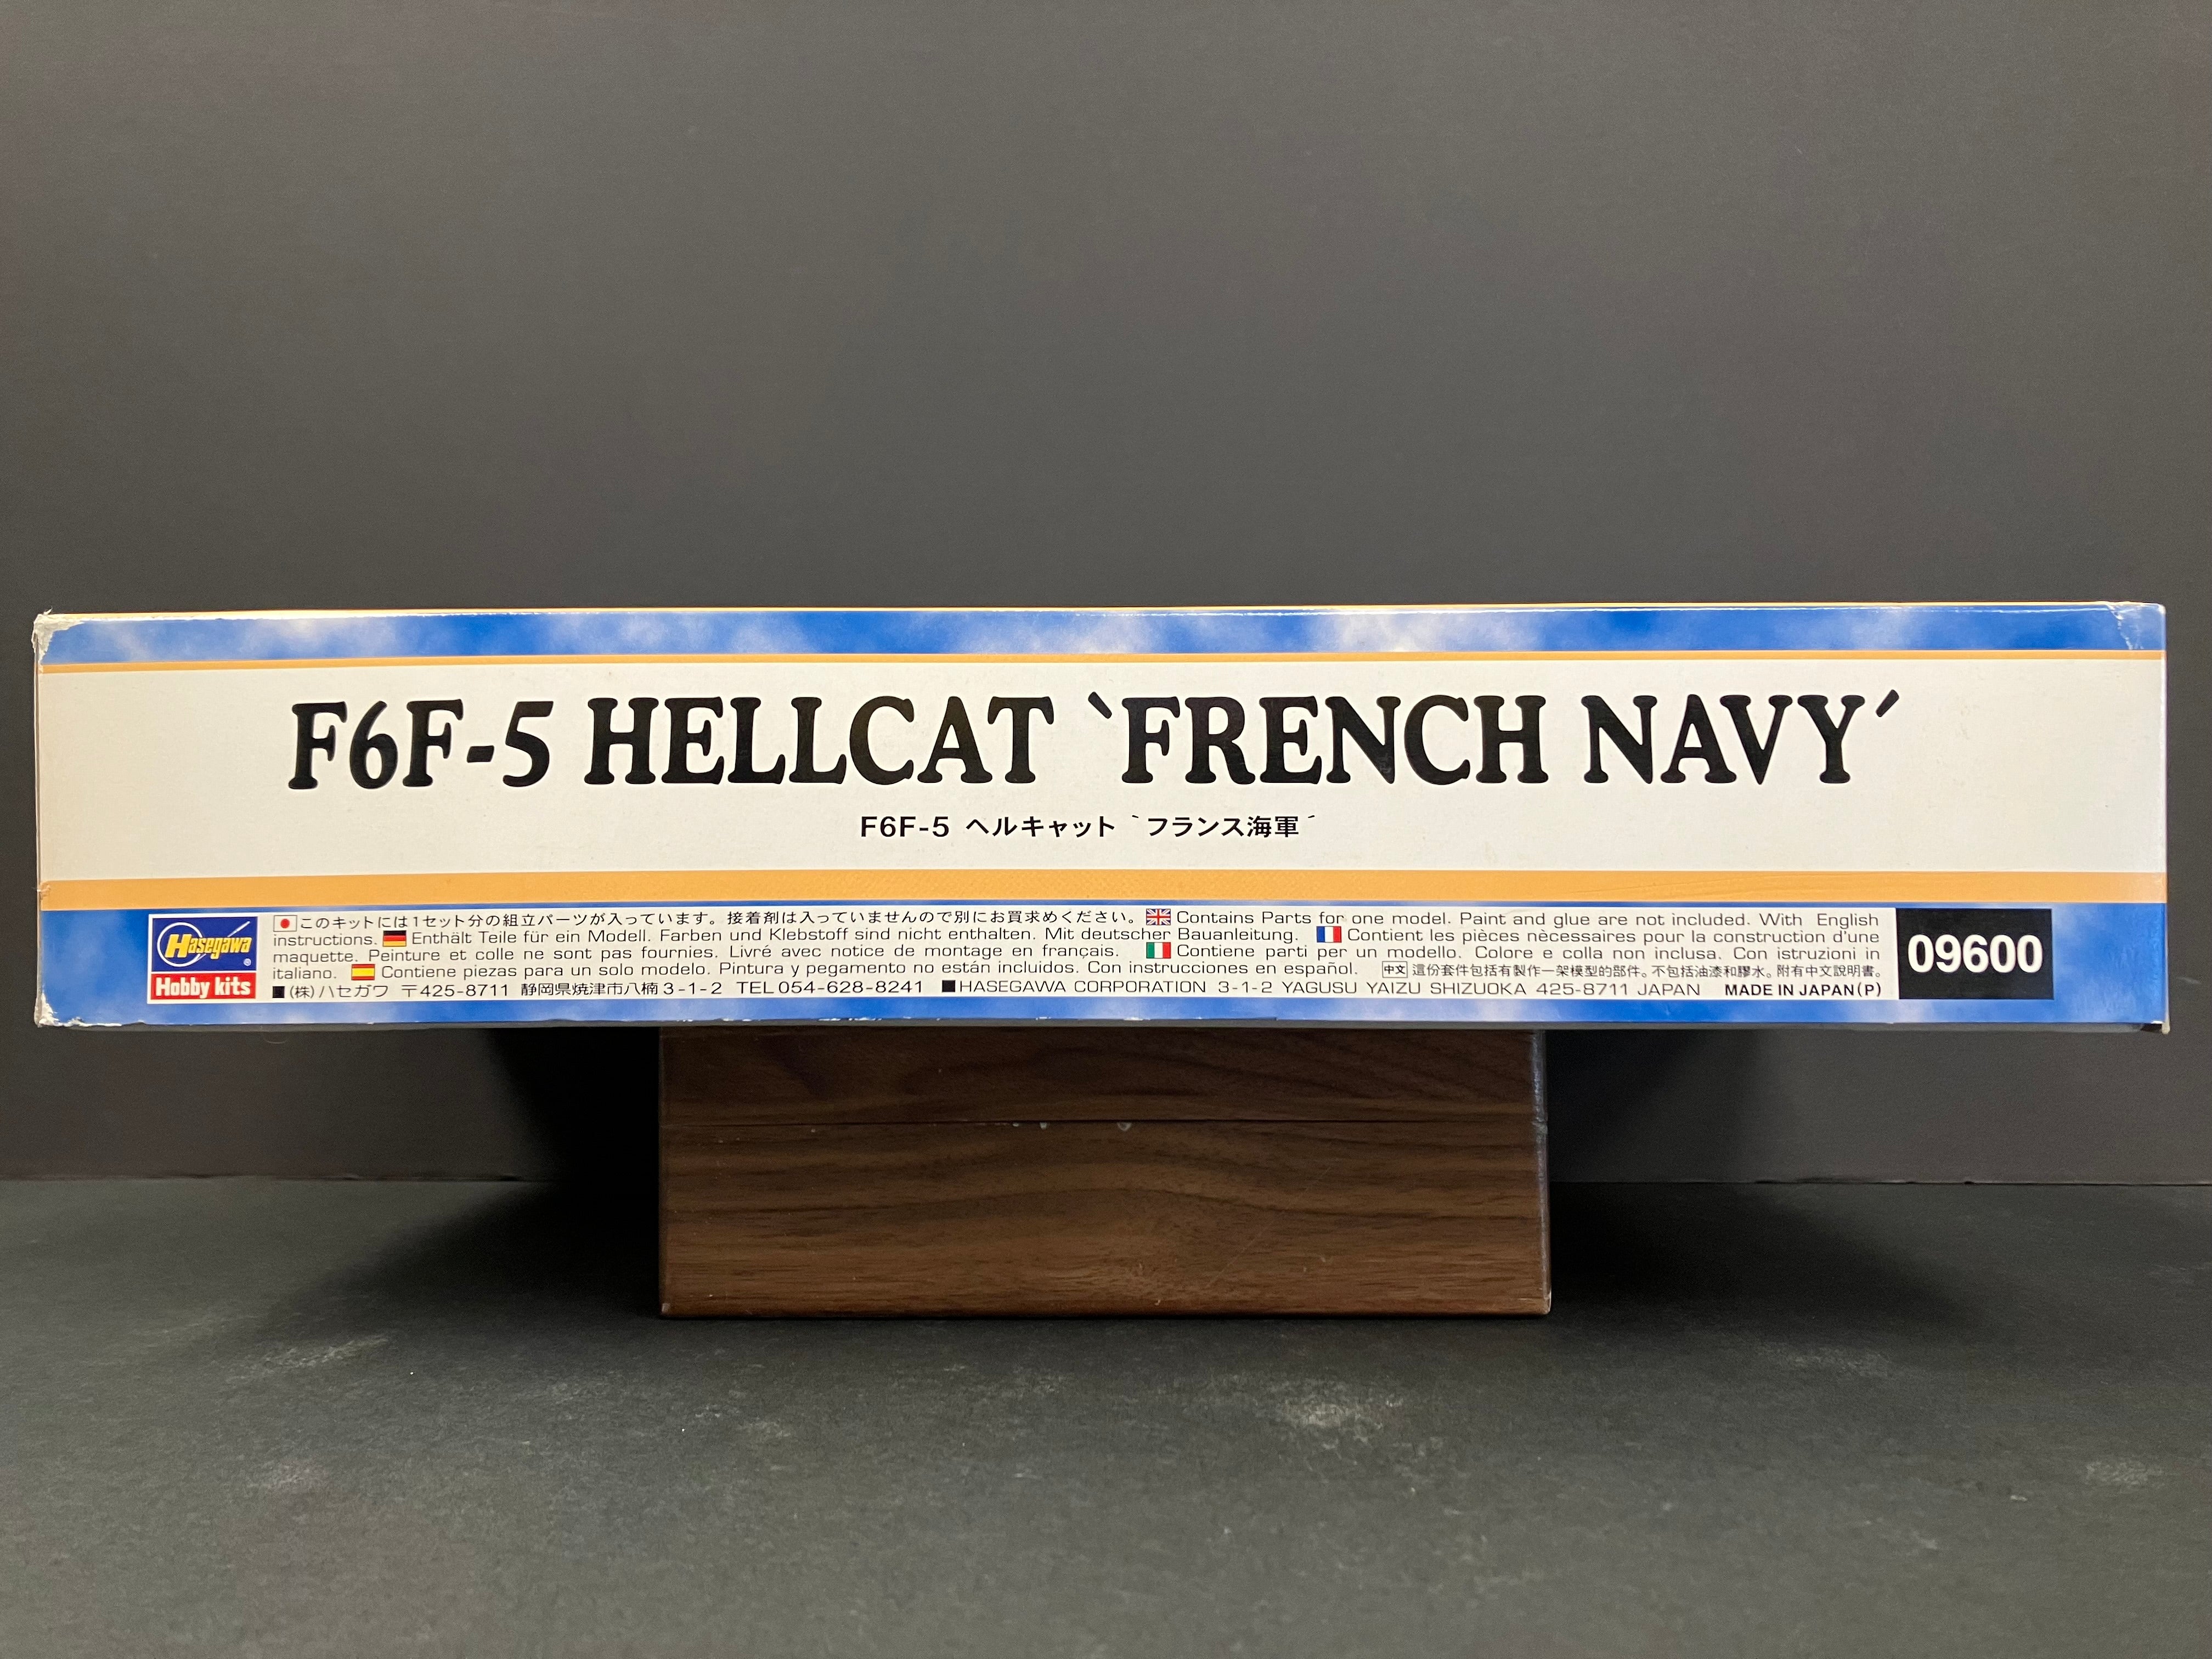 F6F-5 HELLCAT `FRENCH NAVY´
F6F-5 ヘルキャット `フランス海軍´
Hasegawa®
Hobby kits
このキットには1セット分の組立パーツが入っています。接着剤は入っていませんので別にお買求めください。 Contains Parts for one model. Paint and glue are not included. With English
instructions. Enthält Teile für ein Modell. Farben und Klebstoff sind nicht enthalten. Mit deutscher Bauanleitung. Contient les pièces nècessaires pour la construction d'une
maquette. Peinture et colle ne sont pas fournies. Livré avec notice de montage en français. Contiene parti per un modello. Colore e colla non inclusa. Con istruzioni in
italiano. Contiene piezas para un solo modelo. Pintura y pegamento no están incluidos. Con instrucciones en español. 中文 這份套件包括有製作一架模型的部件。不包括油漆和膠水。附有中文說明書。
■(株)ハセガワ 〒425-8711 静岡県焼津市八楠3-1-2 TEL 054-628-8241 ■HASEGAWA CORPORATION 3-1-2 YAGUSU YAIZU SHIZUOKA 425-8711 JAPAN MADE IN JAPAN(P)
09600